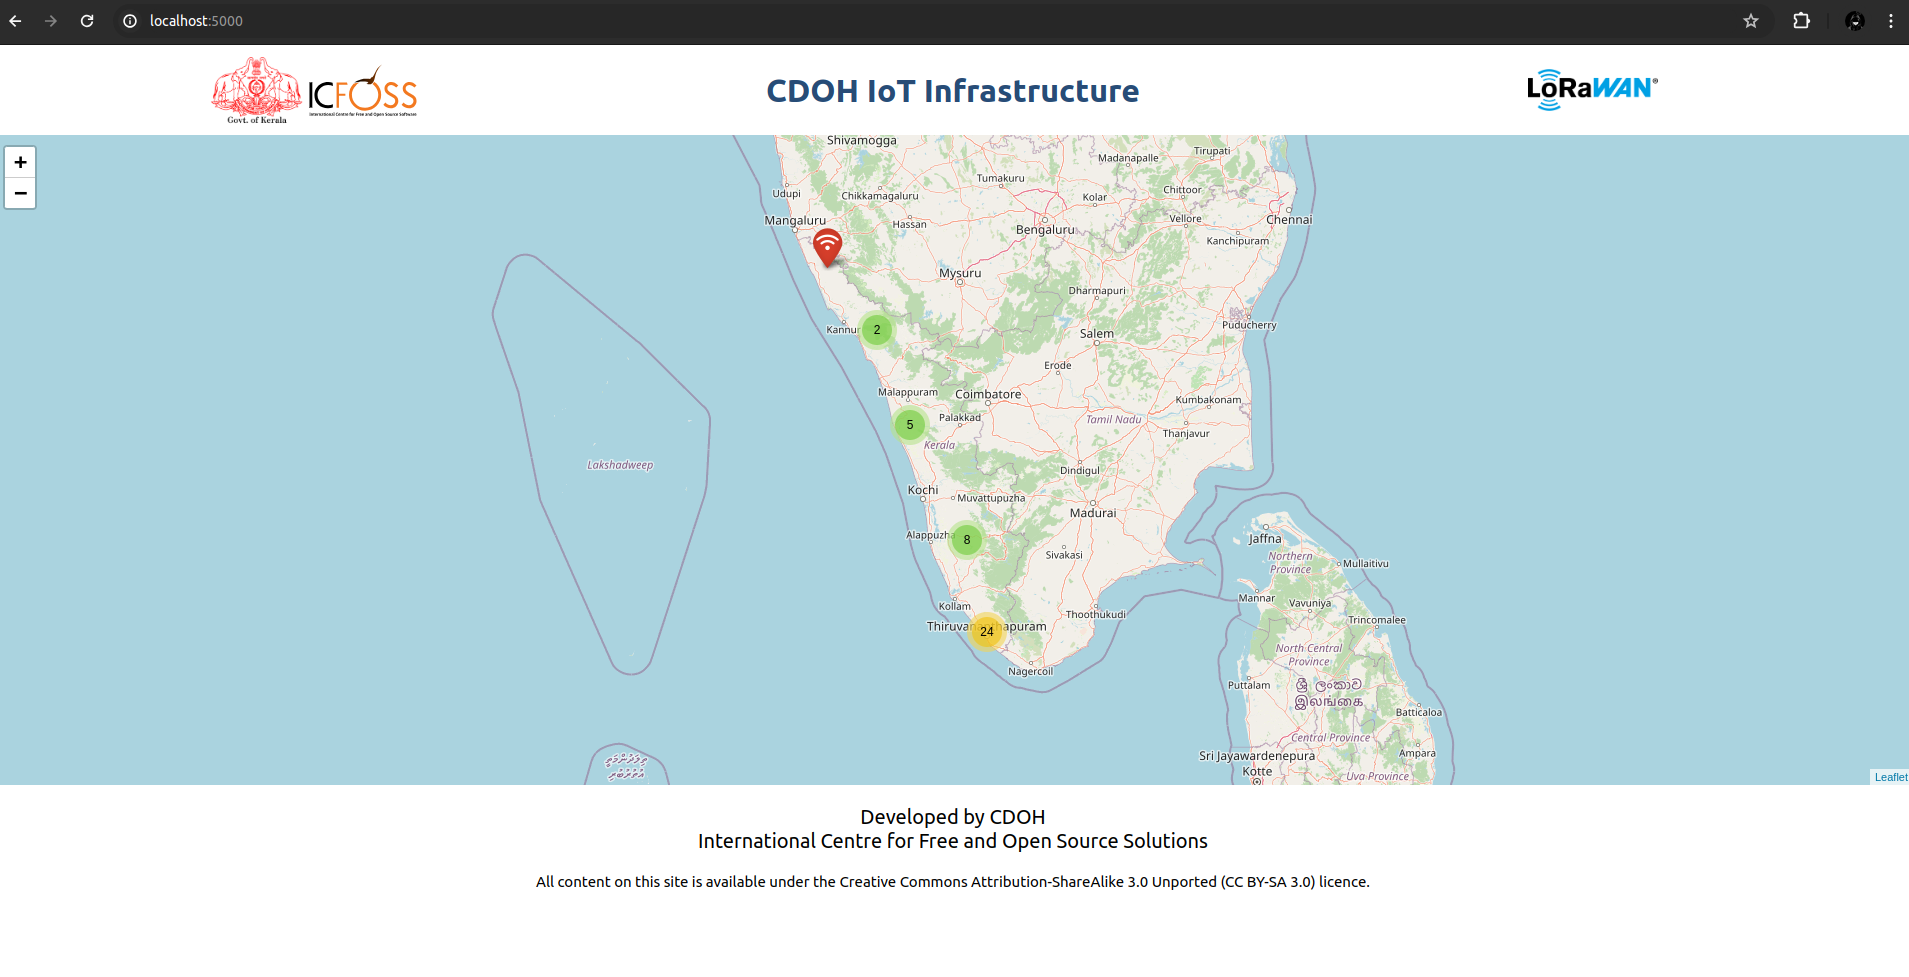 localhost:5000
Govt. of Kerala
ICFOSS
International Centre for Free and Open Source Software
CDOH IoT Infrastructure
LoRaWAN®
+
−
Shivamogga
Madanapalle
Tirupati
Tumakuru
Chittoor
Udupi
Chikkamagaluru
Kolar
Mangaluru
Hassan
Vellore
Chennai
Bengaluru
Kanchipuram
Mysuru
Dharmapuri
Puducherry
Kannur
2
Salem
Erode
Malappuram
Coimbatore
Kumbakonam
5
Palakkad
Tamil Nadu
Kerala
Thanjavur
Lakshadweep
Dindigul
Kochi
Muvattupuzha
Madurai
Alappuzha
8
Jaffna
Sivakasi
Northern
Province
Mullaitivu
Kollam
Mannar
Vavuniya
Thoothukudi
Trincomalee
Thiruvananthapuram
24
North Central
Province
Nagercoil
Puttalam
ශ්‍රී ලංකාව
இலங்கை
Batticaloa
Central Province
Sri Jayawardenepura
Kotte
Ampara
Uva Province
Leaflet
Developed by CDOH
International Centre for Free and Open Source Solutions
All content on this site is available under the Creative Commons Attribution-ShareAlike 3.0 Unported (CC BY-SA 3.0) licence.